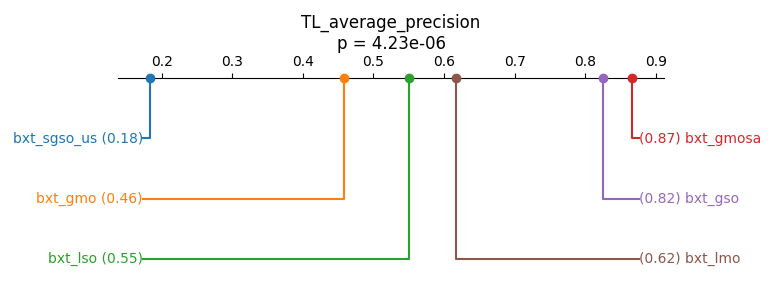 TL_average_precision
p = 4.23e-06
0.2 0.3 0.4 0.5 0.6 0.7 0.8 0.9
bxt_sgso_us (0.18) (0.87) bxt_gmosa
bxt_gmo (0.46) (0.82) bxt_gso
bxt_lso (0.55) (0.62) bxt_lmo